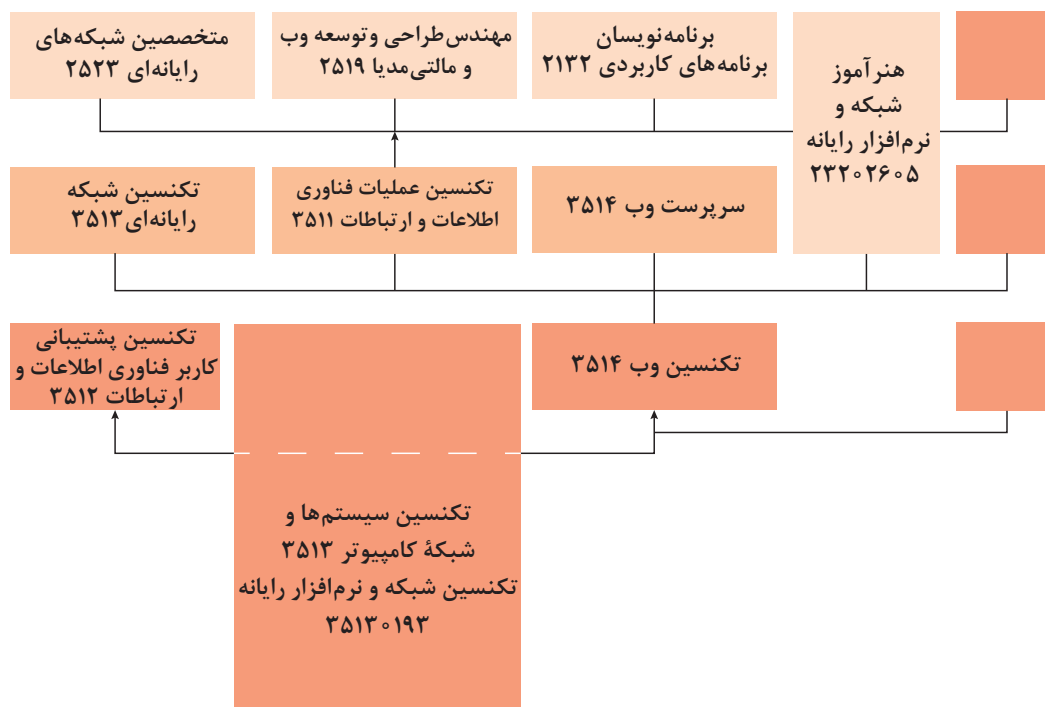 هنرآموز
شبکه و
نرم‌افزار رایانه
۲۳۲۰۲۶۰۵
برنامه‌نویسان
برنامه‌های کاربردی ۲۱۳۲
مهندس طراحی وتوسعه وب
و مالتی‌مدیا ۲۵۱۹
متخصصین شبکه‌های
رایانه‌ای ۲۵۲۳
سرپرست وب ۳۵۱۴
تکنسین عملیات فناوری
اطلاعات و ارتباطات ۳۵۱۱
تکنسین شبکه
رایانه‌ای ۳۵۱۳
تکنسین وب ۳۵۱۴
تکنسین پشتیبانی
کاربر فناوری اطلاعات و
ارتباطات ۳۵۱۲
تکنسین سیستم‌ها و
شبکهٔ کامپیوتر ۳۵۱۳
تکنسین شبکه و نرم‌افزار رایانه
۳۵۱۳۰۱۹۳